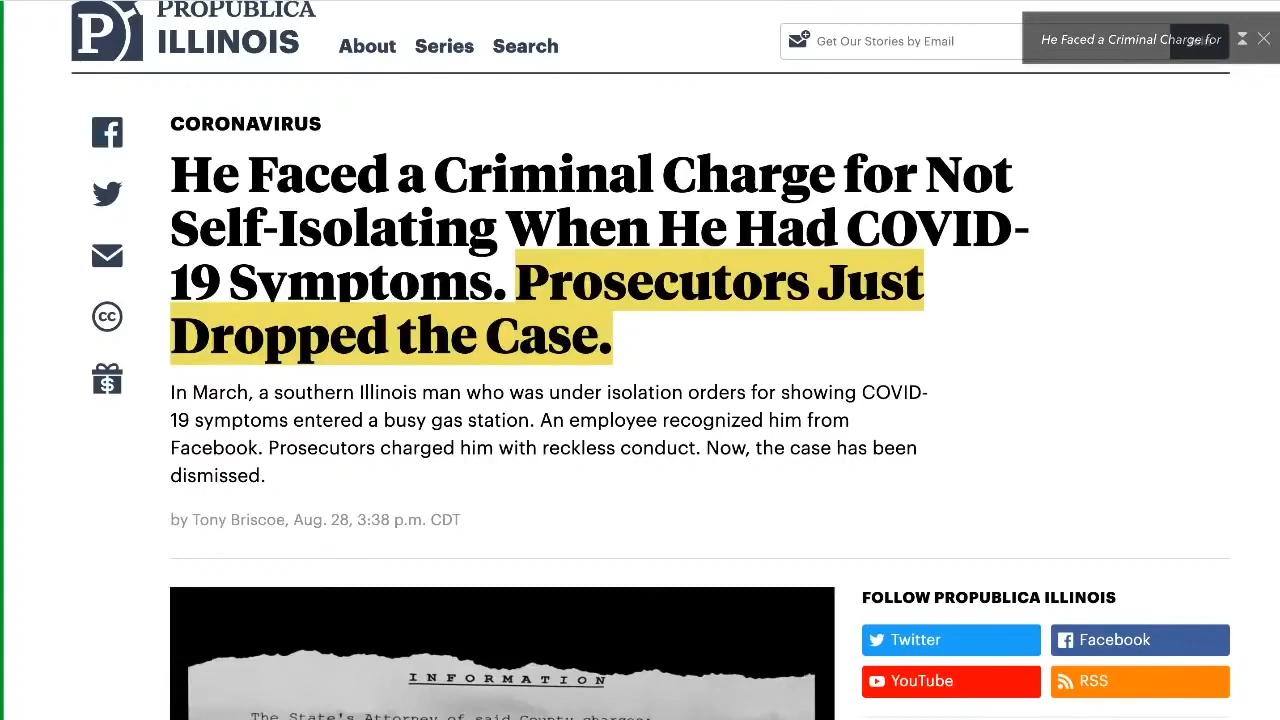 PROPUBLICA
ILLINOIS
About Series Search
Get Our Stories by Email
He Faced a Criminal Charge for
CORONAVIRUS
He Faced a Criminal Charge for Not
Self-Isolating When He Had COVID-
19 Symptoms. Prosecutors Just
Dropped the Case.
In March, a southern Illinois man who was under isolation orders for showing COVID-
19 symptoms entered a busy gas station. An employee recognized him from
Facebook. Prosecutors charged him with reckless conduct. Now, the case has been
dismissed.
by Tony Briscoe, Aug. 28, 3:38 p.m. CDT
FOLLOW PROPUBLICA ILLINOIS
Twitter Facebook
YouTube RSS
INFORMATION
The State's Attorney of said County charges: